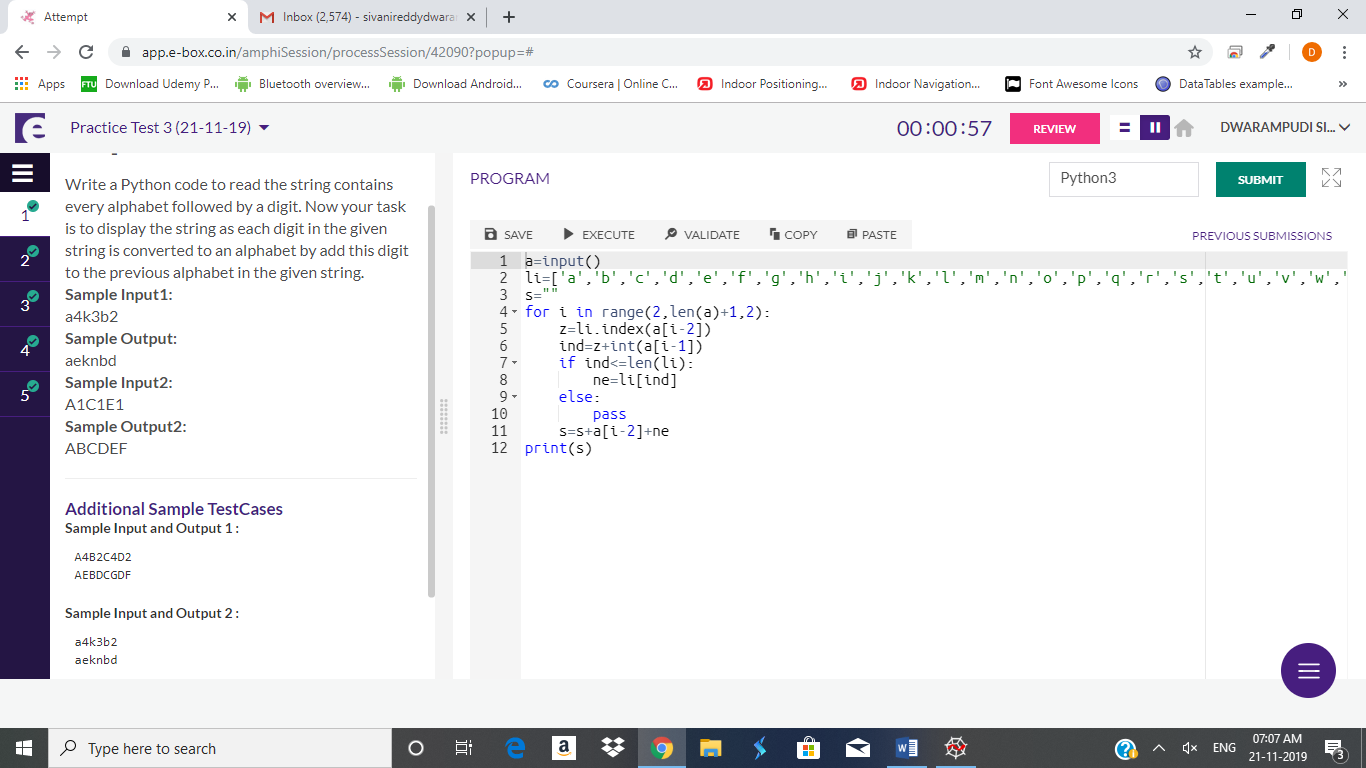 Attempt
Inbox (2,574) - sivanireddydwarar
app.e-box.co.in/amphiSession/processSession/42090?popup=#
D
Apps
FTU
Download Udemy P...
Bluetooth overview...
Download Android...
Coursera | Online C...
Indoor Positioning...
Indoor Navigation...
Font Awesome Icons
DataTables example...
»
Practice Test 3 (21-11-19)
00:00:57
REVIEW
DWARAMPUDI SI...
1
2
3
4
5
Write a Python code to read the string contains
every alphabet followed by a digit. Now your task
is to display the string as each digit in the given
string is converted to an alphabet by add this digit
to the previous alphabet in the given string.
Sample Input1:
a4k3b2
Sample Output:
aeknbd
Sample Input2:
A1C1E1
Sample Output2:
ABCDEF
Additional Sample TestCases
Sample Input and Output 1 :
A4B2C4D2
AEBDCGDF
Sample Input and Output 2 :
a4k3b2
aeknbd
PROGRAM
Python3
SUBMIT
SAVE
EXECUTE
VALIDATE
COPY
PASTE
PREVIOUS SUBMISSIONS
1 a=input()
2 li=['a','b','c','d','e','f','g','h','i','j','k','l','m','n','o','p','q','r','s','t','u','v','w','
3 s=""
4 for i in range(2,len(a)+1,2):
5     z=li.index(a[i-2])
6     ind=z+int(a[i-1])
7     if ind<=len(li):
8         ne=li[ind]
9     else:
10         pass
11     s=s+a[i-2]+ne
12 print(s)
Type here to search
ENG
07:07 AM
21-11-2019
3